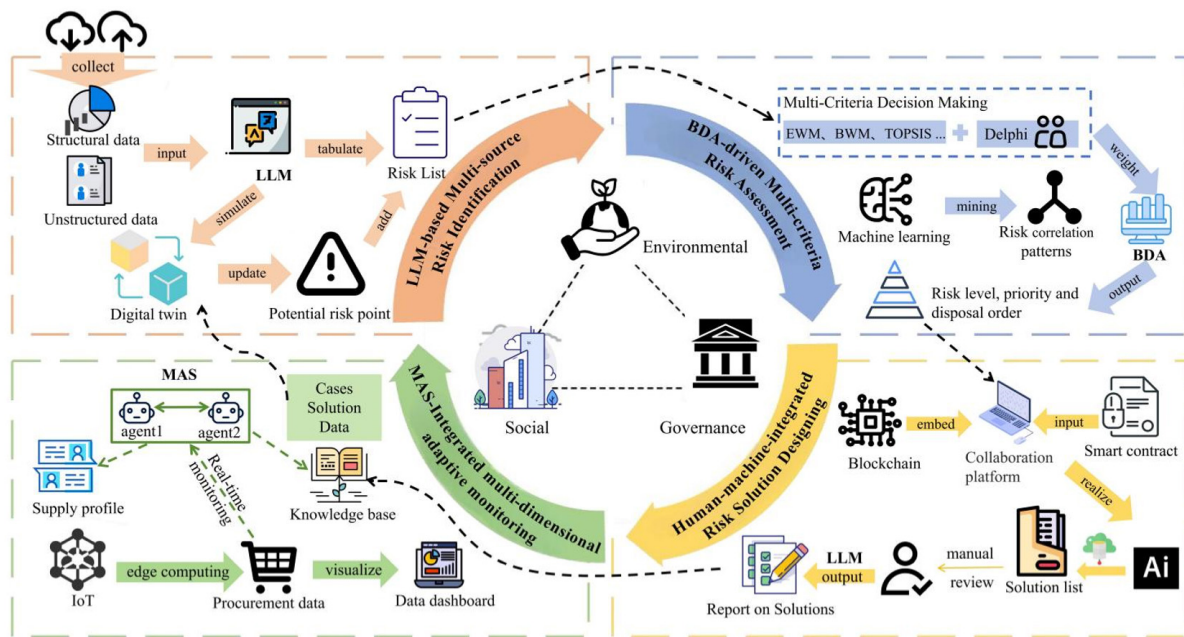 collect
Structural data
input
LLM
tabulate
Risk List
Unstructured data
simulate
add
Digital twin
update
Potential risk point
LLM-based Multi-source
Risk Identification
BDA-driven Multi-criteria
Risk Assessment
Multi-Criteria Decision Making
EWM、BWM、TOPSIS ...
Delphi
weight
Machine learning
mining
Risk correlation
patterns
BDA
output
Risk level, priority and
disposal order
Environmental
Social
Governance
MAS
agent1
agent2
Cases
Solution
Data
Supply profile
Real-time
monitoring
Knowledge base
IoT
edge computing
Procurement data
visualize
Data dashboard
MAS-Integrated multi-dimensional
adaptive monitoring
Human-machine-integrated
Risk Solution Designing
Blockchain
embed
Collaboration
platform
input
Smart contract
realize
Ai
Solution list
manual
review
LLM
output
Report on Solutions